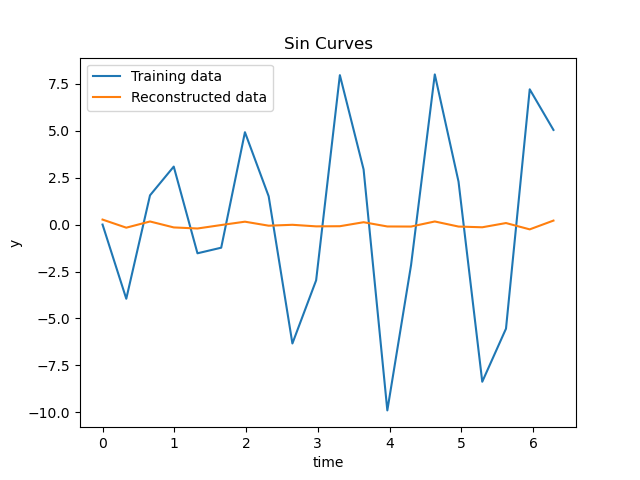 Sin Curves
Training data
Reconstructed data
7.5
5.0
2.5
0.0
−2.5
−5.0
−7.5
−10.0
y
0 1 2 3 4 5 6
time